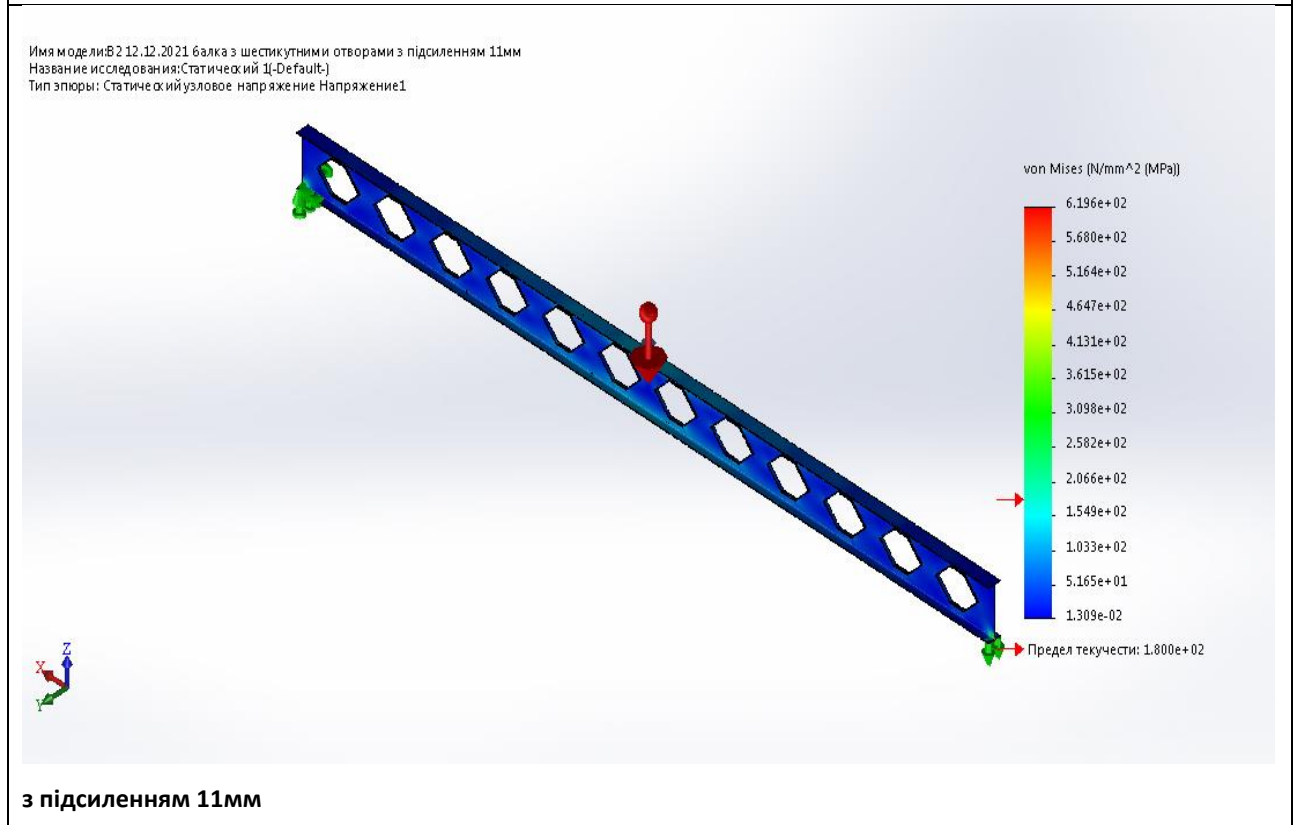 Имя модели:B2 12.12.2021 балка з шестикутними отворами з підсиленням 11мм
Название исследования:Статический 1(-Default-)
Тип эпюры: Статический узловое напряжение Напряжение1
von Mises (N/mm^2 (MPa))
6.196e+02
5.680e+02
5.164e+02
4.647e+02
4.131e+02
3.615e+02
3.098e+02
2.582e+02
2.066e+02
1.549e+02
1.033e+02
5.165e+01
1.309e-02
Предел текучести: 1.800e+02
Z
X
Y
з підсиленням 11мм